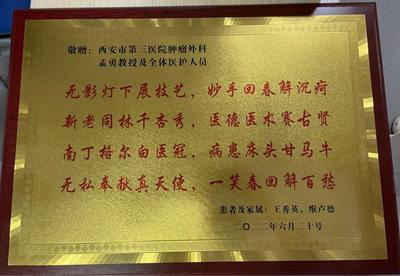 敬赠：西安市第三医院肿瘤外科
孟勇教授及全体医护人员
无影灯下展技艺，妙手回春解沉疴
新老同林千杏秀，医德医术赛古贤
南丁格尔白医冠，病患床头甘马牛
无私奉献真天使，一笑春回解百愁
患者及家属：王秀英，缑卢德
二〇二二年六月二十号